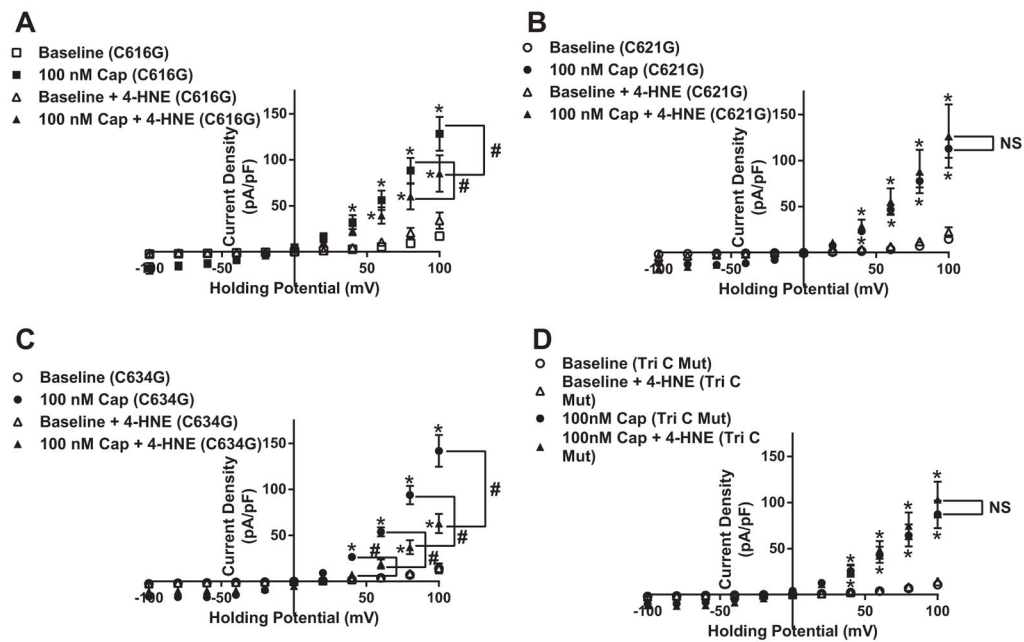 A
Baseline (C616G)
100 nM Cap (C616G)
Baseline + 4-HNE (C616G)
100 nM Cap + 4-HNE (C616G)
150
100
50
-100
-50
50
100
Current Density
(pA/pF)
Holding Potential (mV)
* * * * * * *
# #
B
Baseline (C621G)
100 nM Cap (C621G)
Baseline + 4-HNE (C621G)
100 nM Cap + 4-HNE (C621G)
150
100
50
-100
-50
50
100
Current Density
(pA/pF)
Holding Potential (mV)
* * * * * * * *
NS
C
Baseline (C634G)
100 nM Cap (C634G)
Baseline + 4-HNE (C634G)
100 nM Cap + 4-HNE (C634G)
150
100
50
-100
-50
50
100
Current Density
(pA/pF)
Holding Potential (mV)
* * * * * *
# # # #
D
Baseline (Tri C Mut)
Baseline + 4-HNE (Tri C
Mut)
100nM Cap (Tri C Mut)
100nM Cap + 4-HNE (Tri C
Mut)
150
100
50
-100
-50
50
100
Current Density
(pA/pF)
Holding Potential (mV)
* * * * * * * *
NS